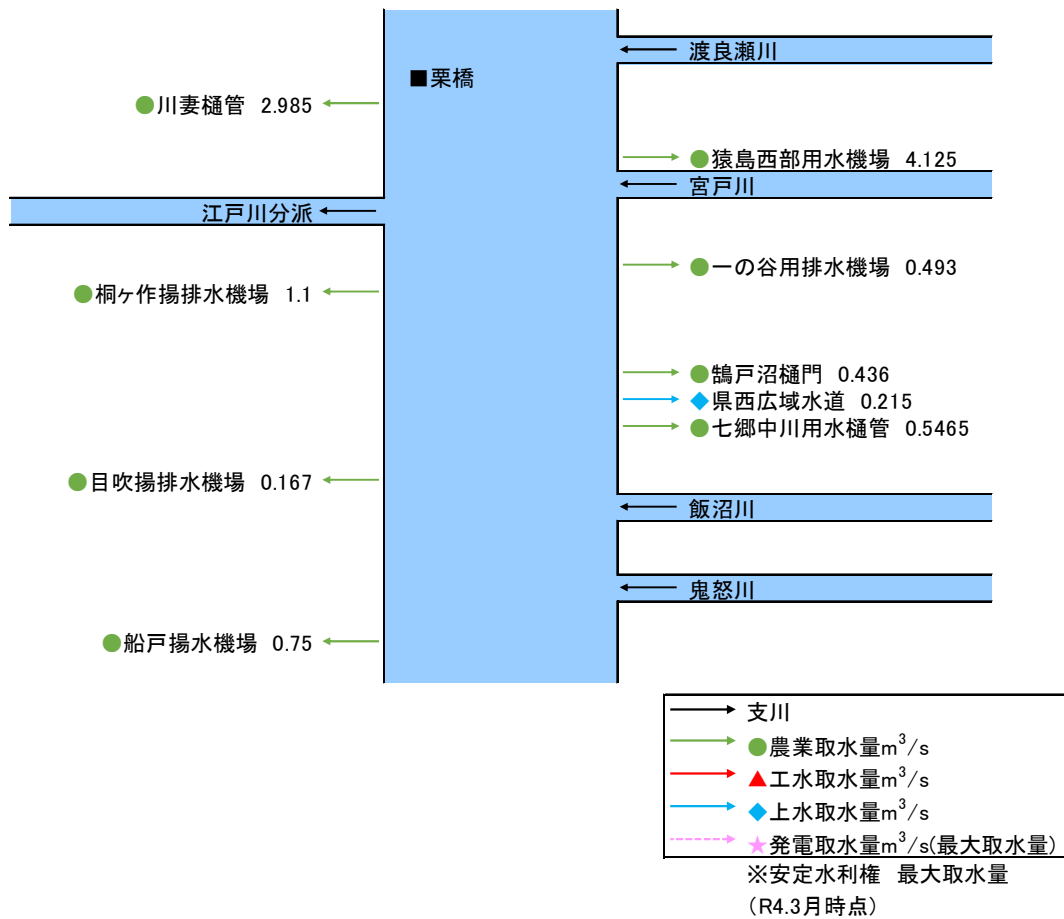 渡良瀬川
■栗橋
●川妻樋管 2.985
●猿島西部用水機場 4.125
宮戸川
江戸川分派
●一の谷用排水機場 0.493
●桐ヶ作揚排水機場 1.1
●鵠戸沼樋門 0.436
◆県西広域水道 0.215
●七郷中川用水樋管 0.5465
●目吹揚排水機場 0.167
飯沼川
鬼怒川
●船戸揚水機場 0.75
支川
●農業取水量m³/s
▲工水取水量m³/s
◆上水取水量m³/s
★発電取水量m³/s(最大取水量)
※安定水利権 最大取水量
(R4.3月時点)